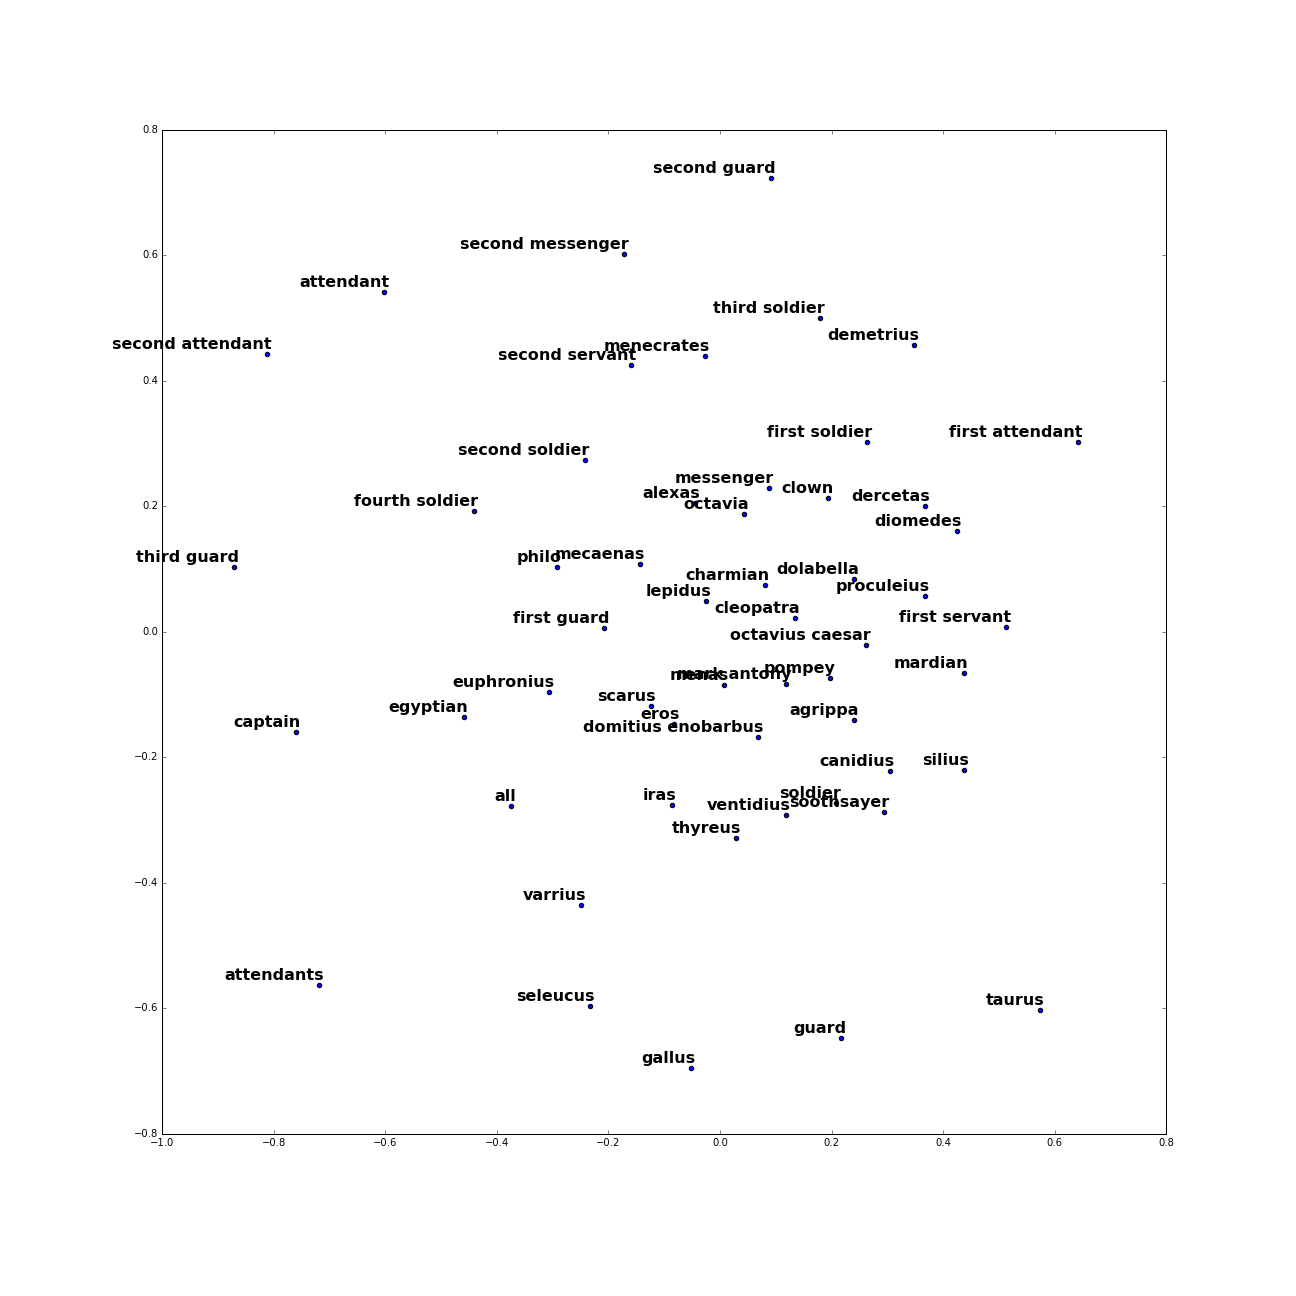 0.8
second guard
second messenger
0.6
attendant
third soldier
demetrius
second attendant
menecrates
second servant
0.4
first soldier
first attendant
second soldier
messenger
clown
alexas
dercetas
fourth soldier
octavia
0.2
diomedes
third guard
philo
mecaenas
dolabella
charmian
proculeius
lepidus
cleopatra
first guard
first servant
0.0
octavius caesar
mardian
pompey
mark antony
menas
euphronius
scarus
egyptian
eros
agrippa
captain
domitius enobarbus
−0.2
canidius
silius
all
iras
soldier
soothsayer
ventidius
thyreus
−0.4
varrius
attendants
seleucus
taurus
−0.6
guard
gallus
−0.8
−1.0 −0.8 −0.6 −0.4 −0.2 0.0 0.2 0.4 0.6 0.8